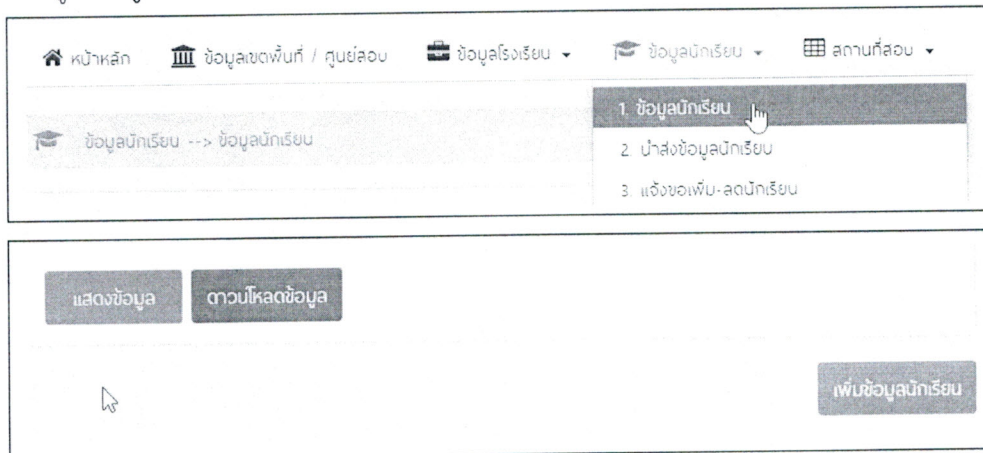 หน้าหลัก ข้อมูลเขตพื้นที่ / ศูนย์สอบ ข้อมูลโรงเรียน ข้อมูลนักเรียน สถานที่สอบ
1. ข้อมูลนักเรียน
ข้อมูลนักเรียน --> ข้อมูลนักเรียน
2. นำส่งข้อมูลนักเรียน
3. แจ้งขอเพิ่ม-ลดนักเรียน
แสดงข้อมูล ดาวน์โหลดข้อมูล
เพิ่มข้อมูลนักเรียน